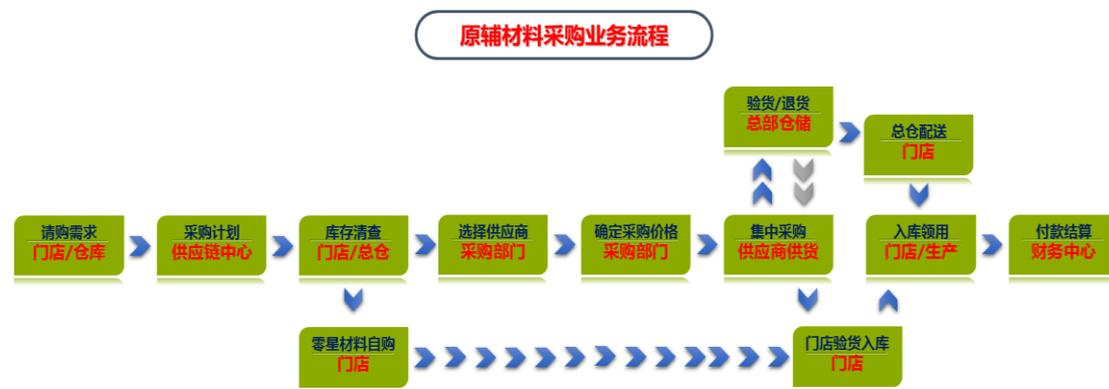 原辅材料采购业务流程
验货/退货
总部仓储
总仓配送
门店
请购需求
门店/仓库
采购计划
供应链中心
库存清查
门店/总仓
选择供应商
采购部门
确定采购价格
采购部门
集中采购
供应商供货
入库领用
门店/生产
付款结算
财务中心
零星材料自购
门店
门店验货入库
门店